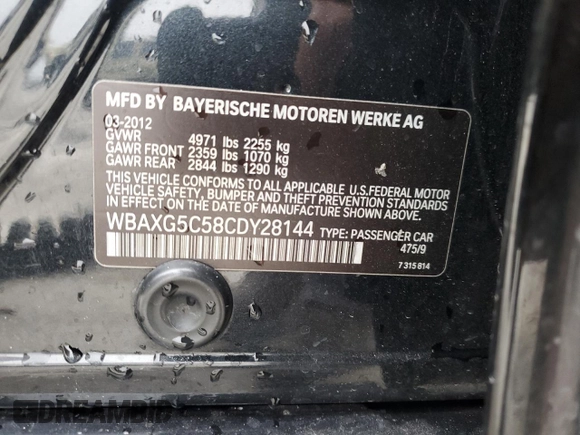 MFD BY BAYERISCHE MOTOREN WERKE AG
03-2012
GVWR 4971 lbs 2255 kg
GAWR FRONT 2359 lbs 1070 kg
GAWR REAR 2844 lbs 1290 kg
THIS VEHICLE CONFORMS TO ALL APPLICABLE U.S.FEDERAL MOTOR
VEHICLE SAFETY, BUMPER AND THEFT PREVENTION
STANDARDS IN EFFECT ON THE DATE OF MANUFACTURE
WBAXG5C58CDY28144 TYPE: PASSENGER CAR
475/9
7 315 814
DREAMBID